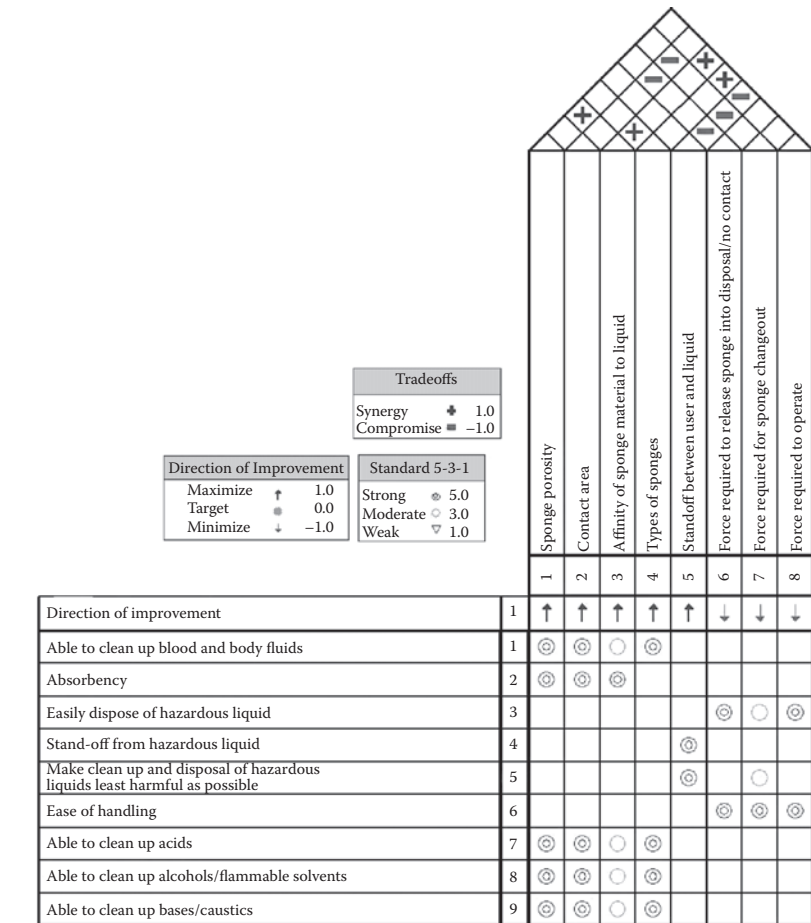 Tradeoffs
Synergy + 1.0
Compromise −1.0
Direction of Improvement
Maximize ↑ 1.0
Target 0.0
Minimize ↓ −1.0
Standard 5-3-1
Strong 5.0
Moderate 3.0
Weak ▽ 1.0
Sponge porosity
Contact area
Affinity of sponge material to liquid
Types of sponges
Standoff between user and liquid
Force required to release sponge into disposal/no contact
Force required for sponge changeout
Force required to operate
1 2 3 4 5 6 7 8
Direction of improvement 1 ↑ ↑ ↑ ↑ ↑ ↓ ↓ ↓
Able to clean up blood and body fluids 1
Absorbency 2
Easily dispose of hazardous liquid 3
Stand-off from hazardous liquid 4
Make clean up and disposal of hazardous
liquids least harmful as possible 5
Ease of handling 6
Able to clean up acids 7
Able to clean up alcohols/flammable solvents 8
Able to clean up bases/caustics 9